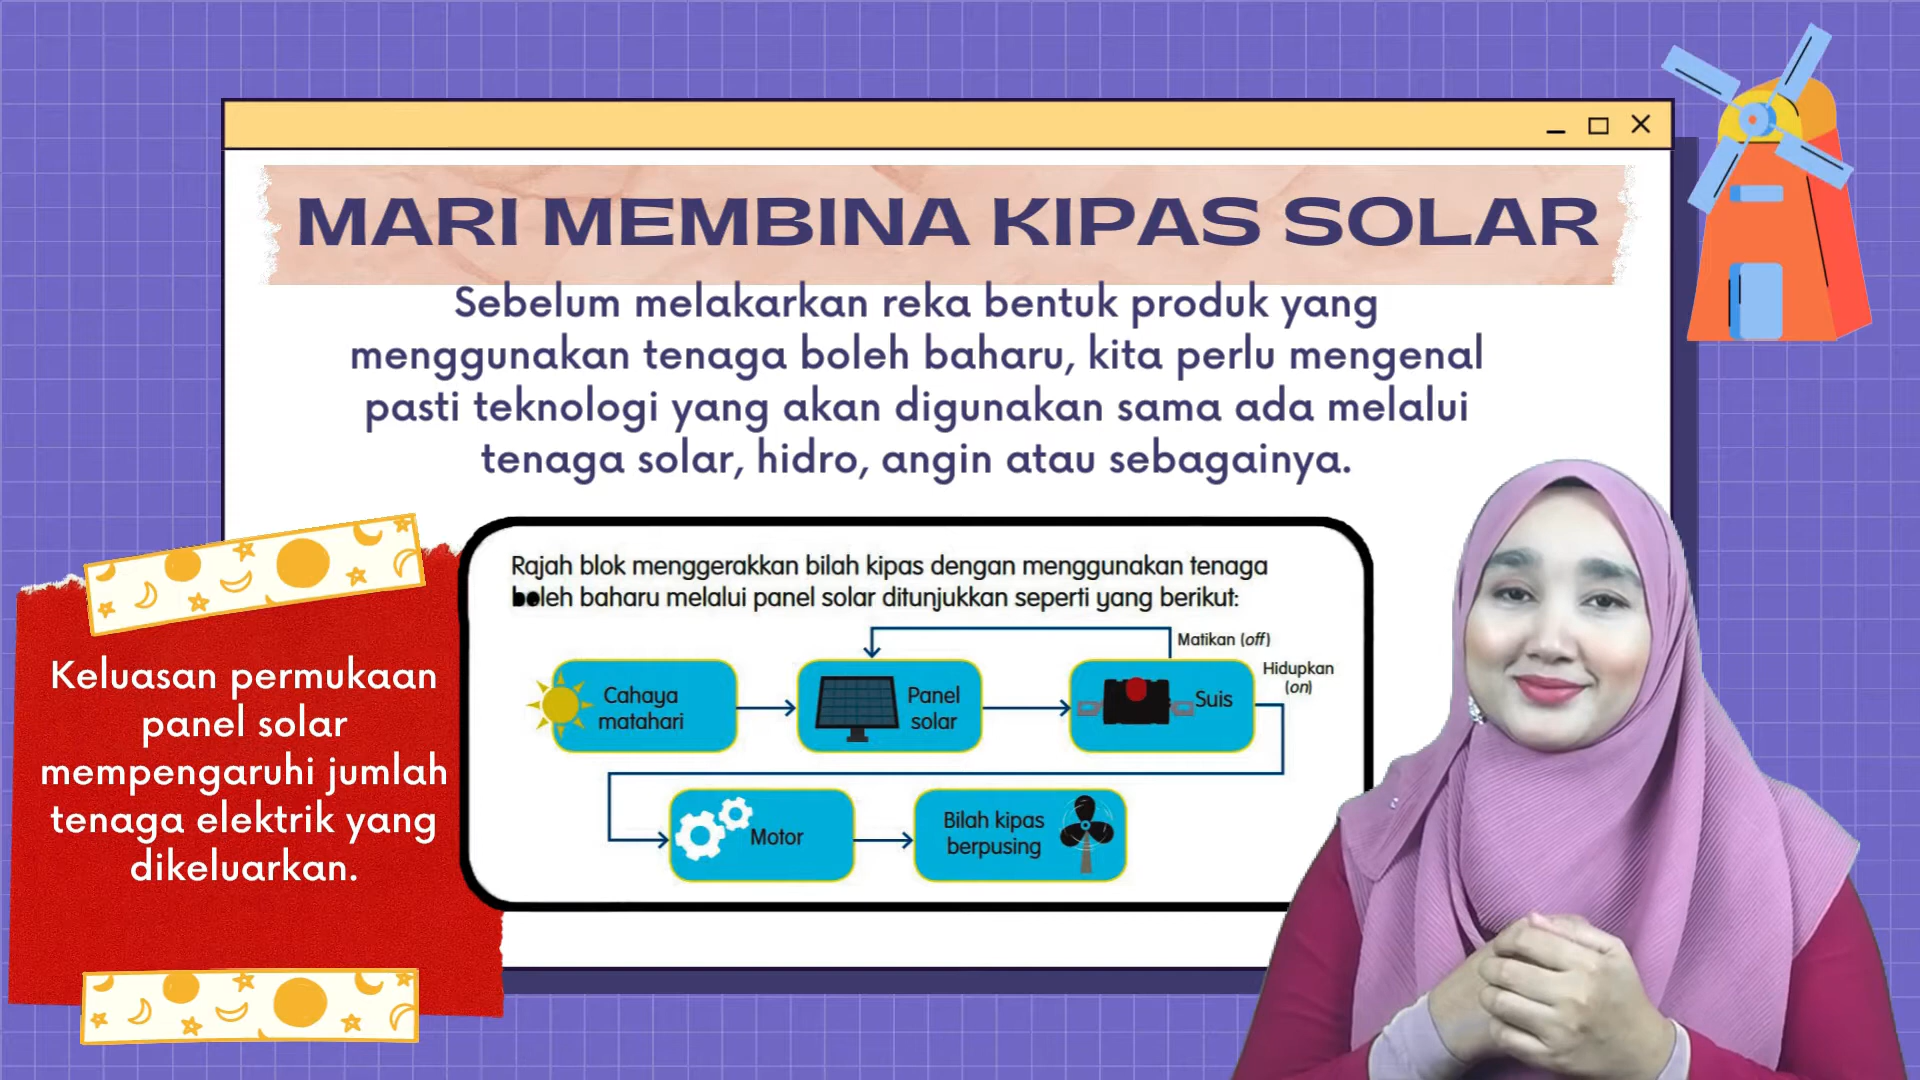 MARI MEMBINA KIPAS SOLAR
Sebelum melakarkan reka bentuk produk yang
menggunakan tenaga boleh baharu, kita perlu mengenal
pasti teknologi yang akan digunakan sama ada melalui
tenaga solar, hidro, angin atau sebagainya.
Rajah blok menggerakkan bilah kipas dengan menggunakan tenaga
boleh baharu melalui panel solar ditunjukkan seperti yang berikut:
Matikan (off)
Hidupkan
(on)
Cahaya
matahari
Panel
solar
Suis
Motor
Bilah kipas
berpusing
Keluasan permukaan
panel solar
mempengaruhi jumlah
tenaga elektrik yang
dikeluarkan.